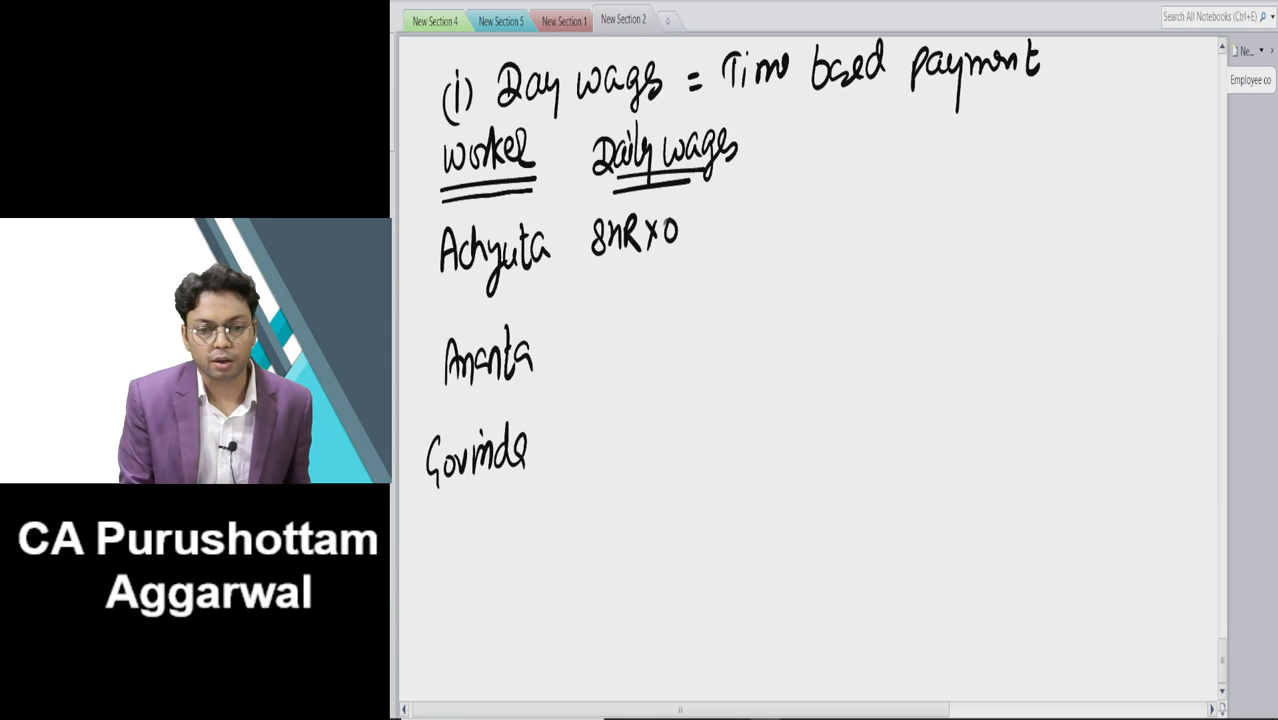 New Section 4 New Section 5 New Section 1 New Section 2
Search All Notebooks (Ctrl+E)
Ne...
Employee co
(i) Day wages = Time based payment
Worker Daily wages
Achyuta 8HR×0
Ananta
Govinda
CA Purushottam
Aggarwal